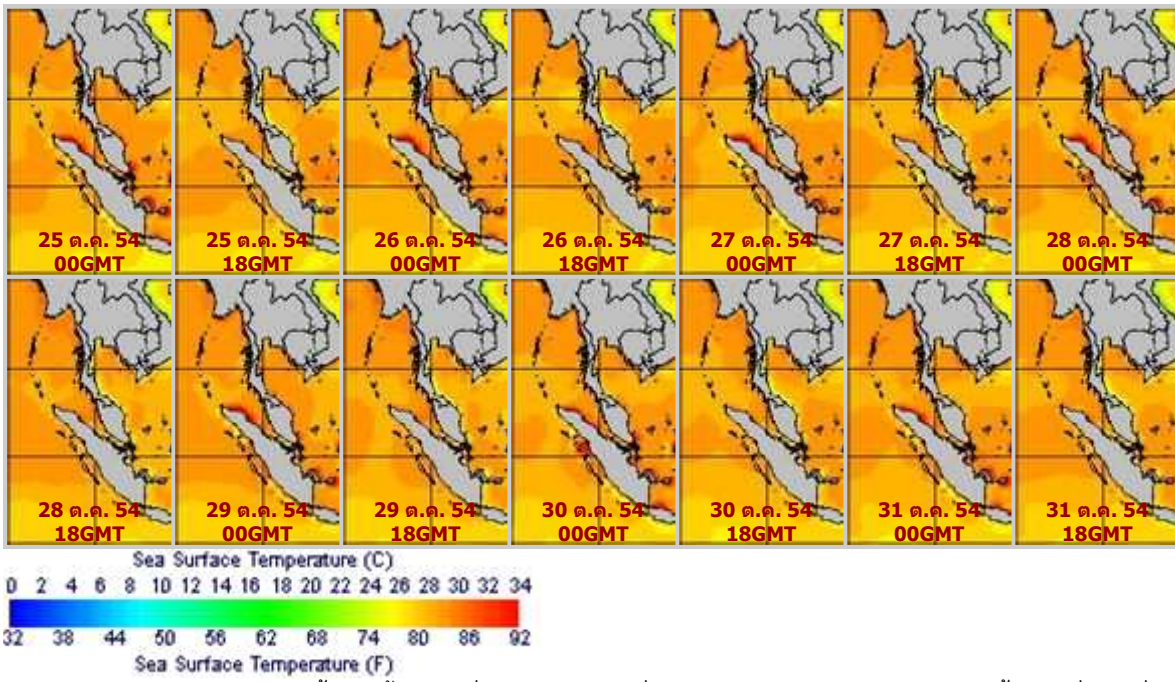 25 ต.ค. 54 25 ต.ค. 54 26 ต.ค. 54 26 ต.ค. 54 27 ต.ค. 54 27 ต.ค. 54 28 ต.ค. 54
00GMT 18GMT 00GMT 18GMT 00GMT 18GMT 00GMT
28 ต.ค. 54 29 ต.ค. 54 29 ต.ค. 54 30 ต.ค. 54 30 ต.ค. 54 31 ต.ค. 54 31 ต.ค. 54
18GMT 00GMT 18GMT 00GMT 18GMT 00GMT 18GMT
Sea Surface Temperature (C)
0 2 4 6 8 10 12 14 16 18 20 22 24 26 28 30 32 34
32 38 44 50 56 62 68 74 80 86 92
Sea Surface Temperature (F)